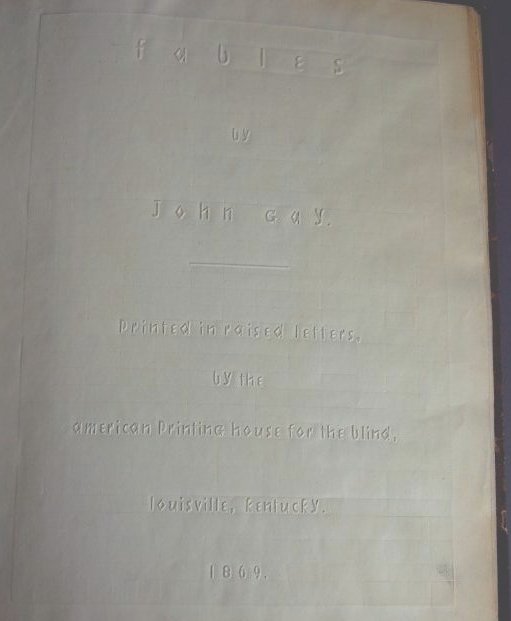 fables
by
John Gay.
printed in raised letters,
by the
american printing house for the blind,
louisville, kentucky.
1869.